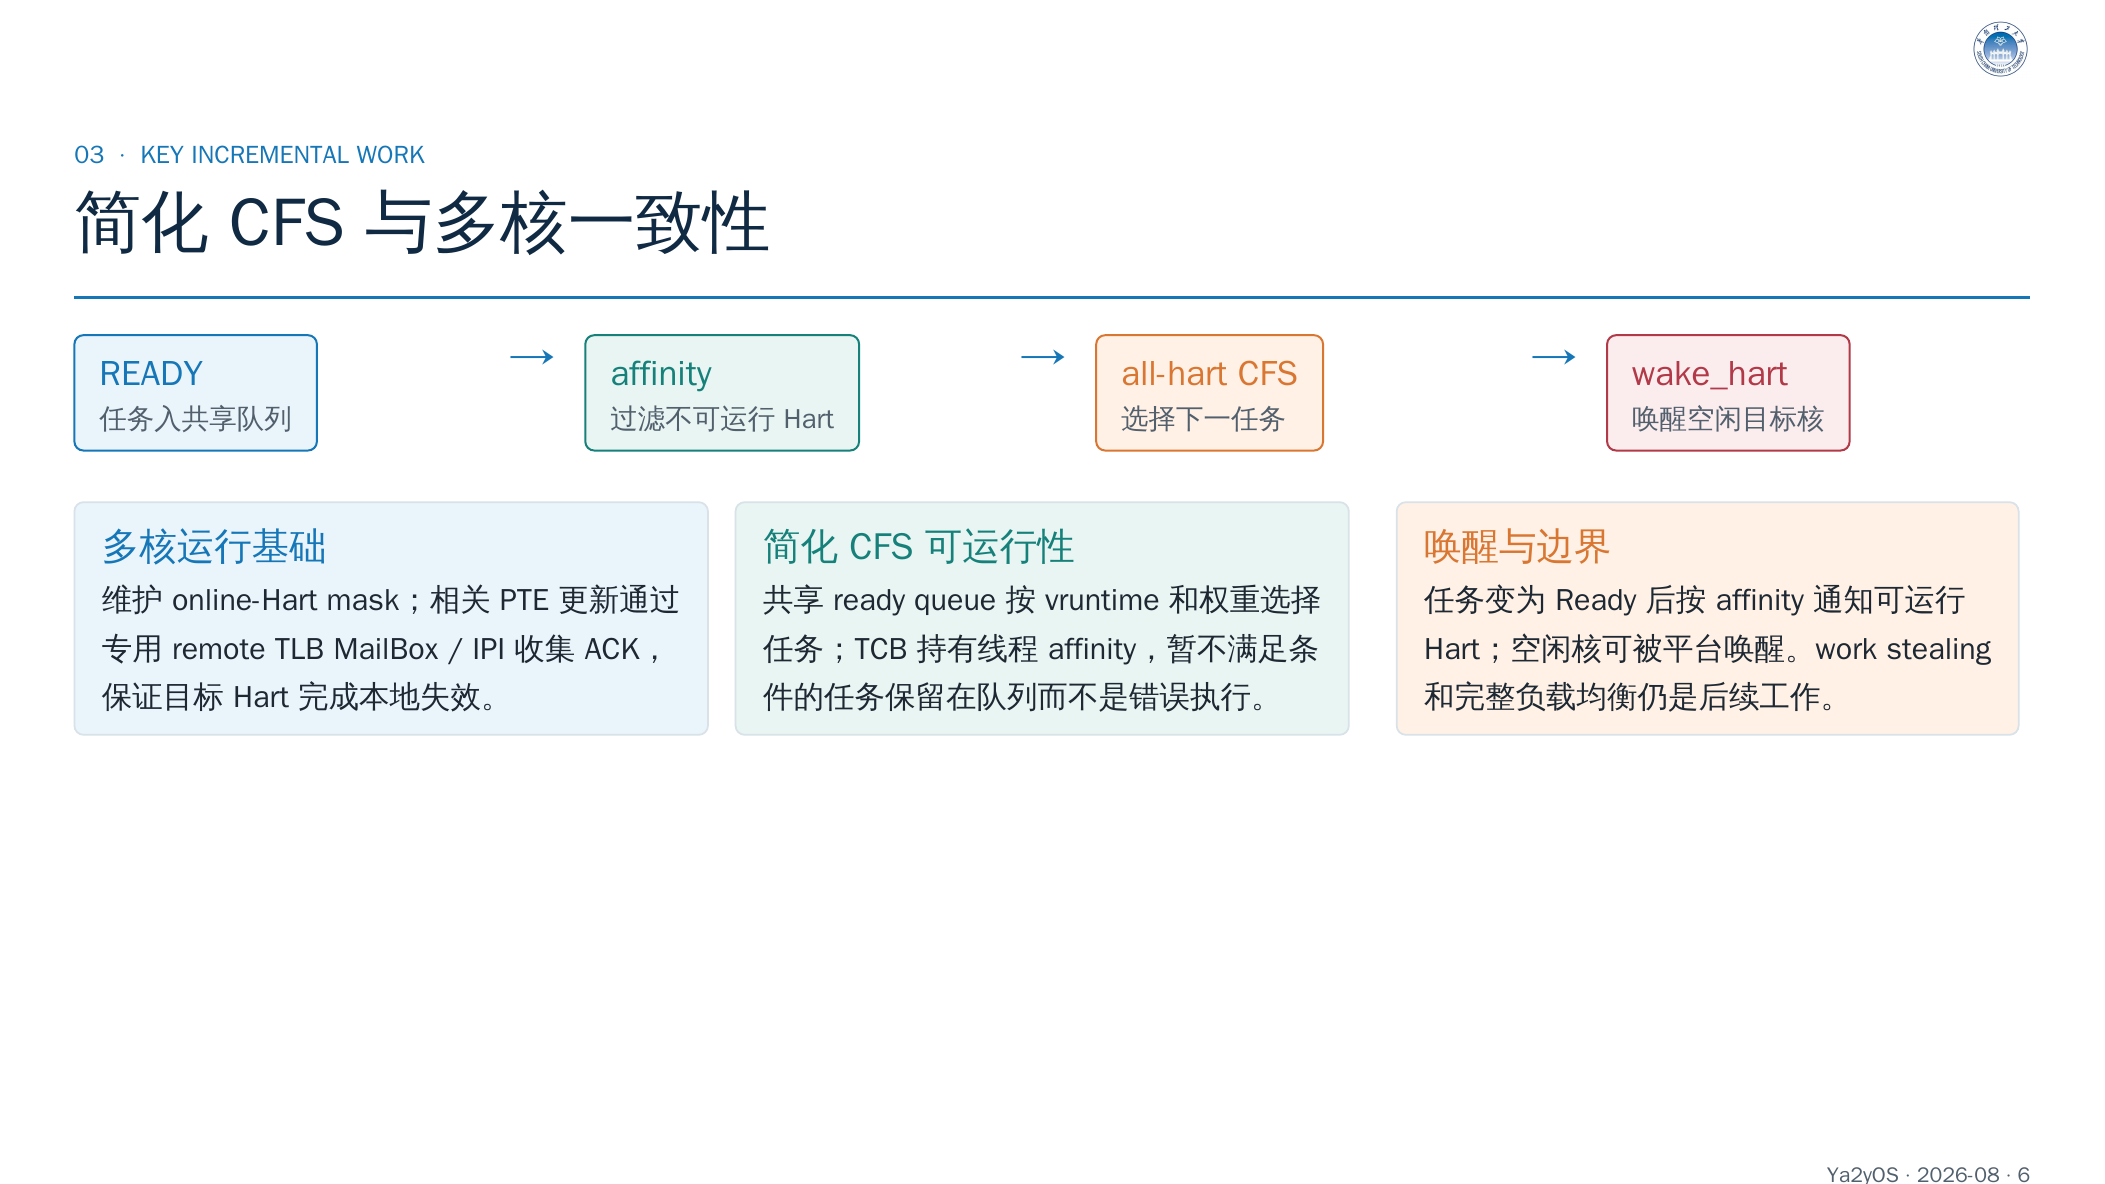 03 · KEY INCREMENTAL WORK
简化 CFS 与多核一致性
READY
任务入共享队列
→
affinity
过滤不可运行 Hart
→
all-hart CFS
选择下一任务
→
wake_hart
唤醒空闲目标核
多核运行基础
维护 online-Hart mask；相关 PTE 更新通过
专用 remote TLB MailBox / IPI 收集 ACK，
保证目标 Hart 完成本地失效。
简化 CFS 可运行性
共享 ready queue 按 vruntime 和权重选择
任务；TCB 持有线程 affinity，暂不满足条
件的任务保留在队列而不是错误执行。
唤醒与边界
任务变为 Ready 后按 affinity 通知可运行
Hart；空闲核可被平台唤醒。work stealing
和完整负载均衡仍是后续工作。
Ya2yOS · 2026-08 · 6